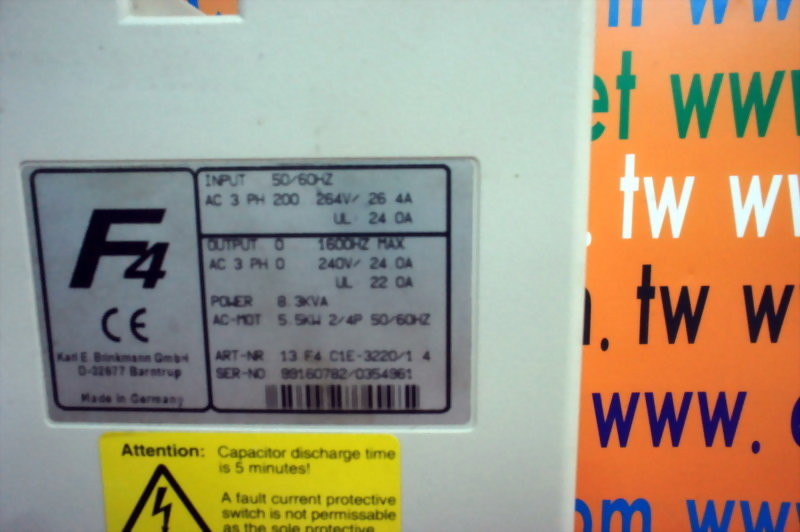 F4
CE
Karl E. Brinkmann GmbH
D-32677 Barntrup
Made in Germany
INPUT 50/60HZ
AC 3 PH 200 264V/ 26 4A
UL 24 0A
OUTPUT 0 1600HZ MAX
AC 3 PH 0 240V/ 24 0A
UL 22 0A
POWER 8.3KVA
AC-MOT 5.5KW 2/4P 50/60HZ
ART-NR 13 F4 C1E-3220/1 4
SER-NO 99160782/0354961
Attention: Capacitor discharge time
is 5 minutes!
A fault current protective
switch is not permissable
as the sole protective
www
et www
.tw w
.tw w
www.
om www